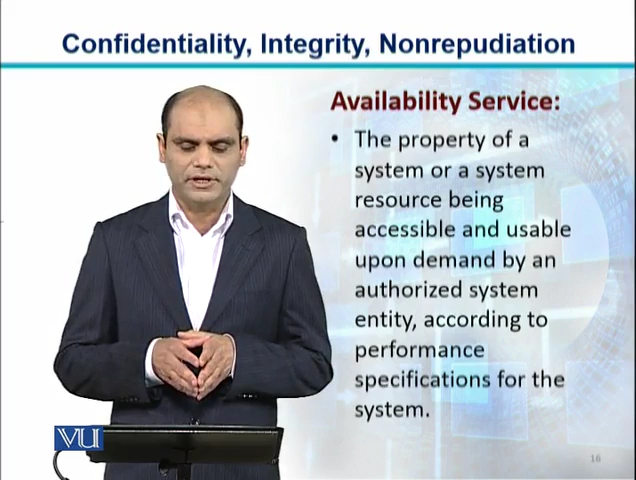 Confidentiality, Integrity, Nonrepudiation
Availability Service:
• The property of a
system or a system
resource being
accessible and usable
upon demand by an
authorized system
entity, according to
performance
specifications for the
system.
VU
16